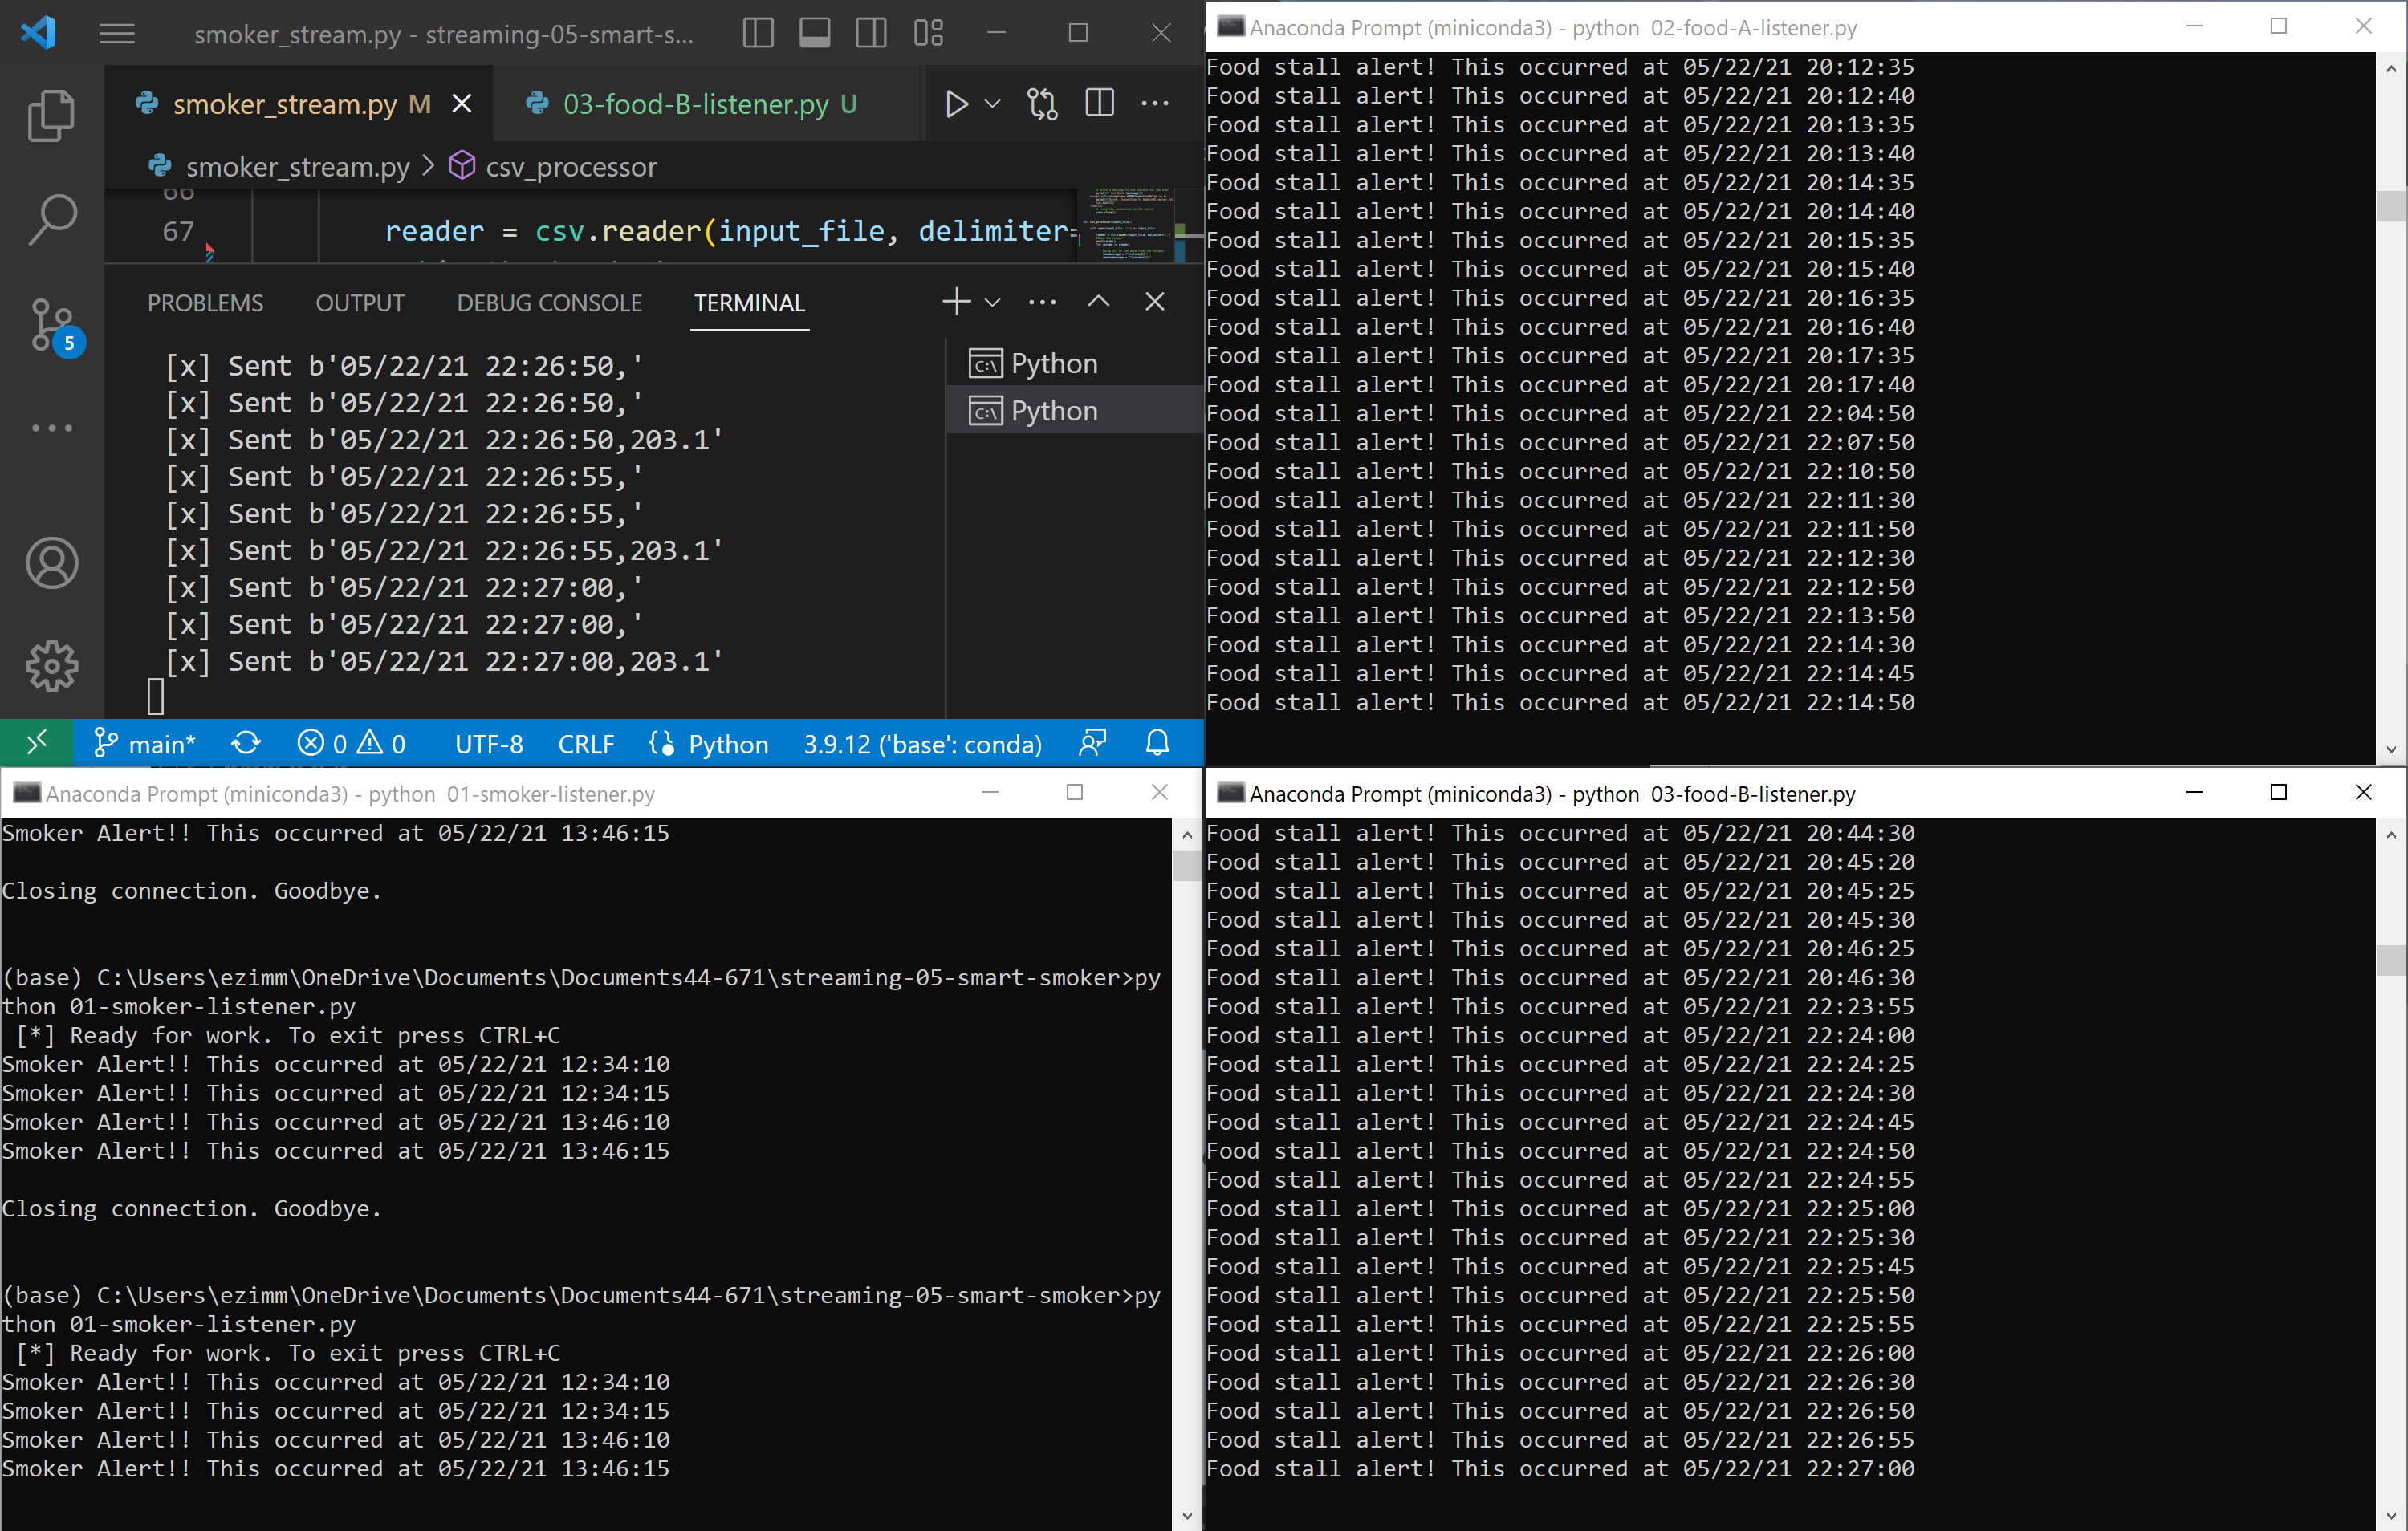 smoker_stream.py - streaming-05-smart-s...
smoker_stream.py M
03-food-B-listener.py U
smoker_stream.py > csv_processor
66
67 reader = csv.reader(input_file, delimiter=
PROBLEMS OUTPUT DEBUG CONSOLE TERMINAL
[x] Sent b'05/22/21 22:26:50,'
[x] Sent b'05/22/21 22:26:50,'
[x] Sent b'05/22/21 22:26:50,203.1'
[x] Sent b'05/22/21 22:26:55,'
[x] Sent b'05/22/21 22:26:55,'
[x] Sent b'05/22/21 22:26:55,203.1'
[x] Sent b'05/22/21 22:27:00,'
[x] Sent b'05/22/21 22:27:00,'
[x] Sent b'05/22/21 22:27:00,203.1'
Python
Python
5
main* 0 0 UTF-8 CRLF Python 3.9.12 ('base': conda)
Anaconda Prompt (miniconda3) - python 02-food-A-listener.py
Food stall alert! This occurred at 05/22/21 20:12:35
Food stall alert! This occurred at 05/22/21 20:12:40
Food stall alert! This occurred at 05/22/21 20:13:35
Food stall alert! This occurred at 05/22/21 20:13:40
Food stall alert! This occurred at 05/22/21 20:14:35
Food stall alert! This occurred at 05/22/21 20:14:40
Food stall alert! This occurred at 05/22/21 20:15:35
Food stall alert! This occurred at 05/22/21 20:15:40
Food stall alert! This occurred at 05/22/21 20:16:35
Food stall alert! This occurred at 05/22/21 20:16:40
Food stall alert! This occurred at 05/22/21 20:17:35
Food stall alert! This occurred at 05/22/21 20:17:40
Food stall alert! This occurred at 05/22/21 22:04:50
Food stall alert! This occurred at 05/22/21 22:07:50
Food stall alert! This occurred at 05/22/21 22:10:50
Food stall alert! This occurred at 05/22/21 22:11:30
Food stall alert! This occurred at 05/22/21 22:11:50
Food stall alert! This occurred at 05/22/21 22:12:30
Food stall alert! This occurred at 05/22/21 22:12:50
Food stall alert! This occurred at 05/22/21 22:13:50
Food stall alert! This occurred at 05/22/21 22:14:30
Food stall alert! This occurred at 05/22/21 22:14:45
Food stall alert! This occurred at 05/22/21 22:14:50
Anaconda Prompt (miniconda3) - python 01-smoker-listener.py
Smoker Alert!! This occurred at 05/22/21 13:46:15
Closing connection. Goodbye.
(base) C:\Users\ezimm\OneDrive\Documents\Documents44-671\streaming-05-smart-smoker>py
thon 01-smoker-listener.py
[*] Ready for work. To exit press CTRL+C
Smoker Alert!! This occurred at 05/22/21 12:34:10
Smoker Alert!! This occurred at 05/22/21 12:34:15
Smoker Alert!! This occurred at 05/22/21 13:46:10
Smoker Alert!! This occurred at 05/22/21 13:46:15
Closing connection. Goodbye.
(base) C:\Users\ezimm\OneDrive\Documents\Documents44-671\streaming-05-smart-smoker>py
thon 01-smoker-listener.py
[*] Ready for work. To exit press CTRL+C
Smoker Alert!! This occurred at 05/22/21 12:34:10
Smoker Alert!! This occurred at 05/22/21 12:34:15
Smoker Alert!! This occurred at 05/22/21 13:46:10
Smoker Alert!! This occurred at 05/22/21 13:46:15
Anaconda Prompt (miniconda3) - python 03-food-B-listener.py
Food stall alert! This occurred at 05/22/21 20:44:30
Food stall alert! This occurred at 05/22/21 20:45:20
Food stall alert! This occurred at 05/22/21 20:45:25
Food stall alert! This occurred at 05/22/21 20:45:30
Food stall alert! This occurred at 05/22/21 20:46:25
Food stall alert! This occurred at 05/22/21 20:46:30
Food stall alert! This occurred at 05/22/21 22:23:55
Food stall alert! This occurred at 05/22/21 22:24:00
Food stall alert! This occurred at 05/22/21 22:24:25
Food stall alert! This occurred at 05/22/21 22:24:30
Food stall alert! This occurred at 05/22/21 22:24:45
Food stall alert! This occurred at 05/22/21 22:24:50
Food stall alert! This occurred at 05/22/21 22:24:55
Food stall alert! This occurred at 05/22/21 22:25:00
Food stall alert! This occurred at 05/22/21 22:25:30
Food stall alert! This occurred at 05/22/21 22:25:45
Food stall alert! This occurred at 05/22/21 22:25:50
Food stall alert! This occurred at 05/22/21 22:25:55
Food stall alert! This occurred at 05/22/21 22:26:00
Food stall alert! This occurred at 05/22/21 22:26:30
Food stall alert! This occurred at 05/22/21 22:26:50
Food stall alert! This occurred at 05/22/21 22:26:55
Food stall alert! This occurred at 05/22/21 22:27:00